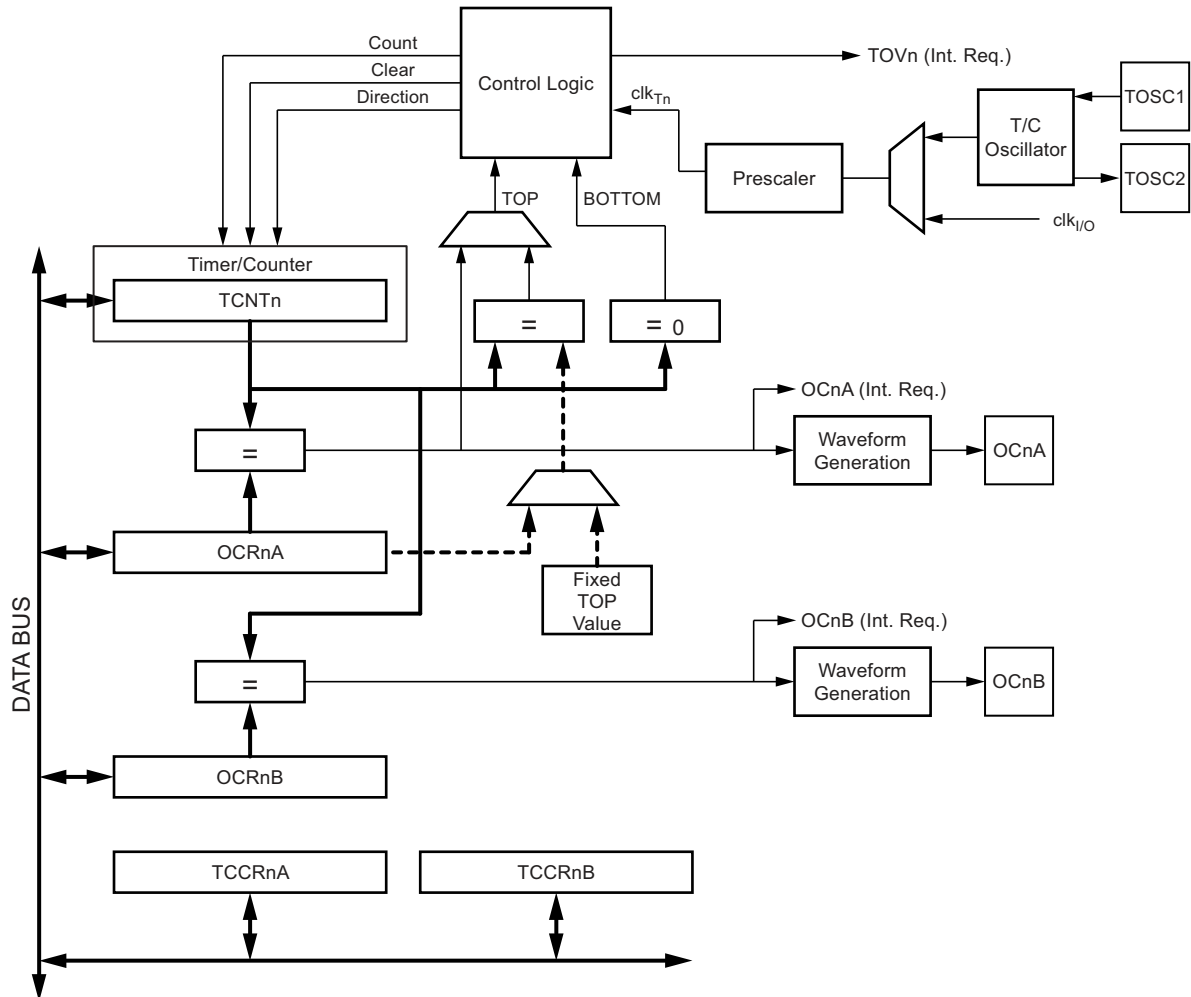 Count
Clear
Direction
Control Logic
TOVn (Int. Req.)
clkTn
TOSC1
T/C
Oscillator
TOSC2
Prescaler
clkI/O
TOP
BOTTOM
Timer/Counter
TCNTn
=
= 0
OCnA (Int. Req.)
=
Waveform
Generation
OCnA
OCRnA
Fixed
TOP
Value
DATA BUS
OCnB (Int. Req.)
=
Waveform
Generation
OCnB
OCRnB
TCCRnA
TCCRnB